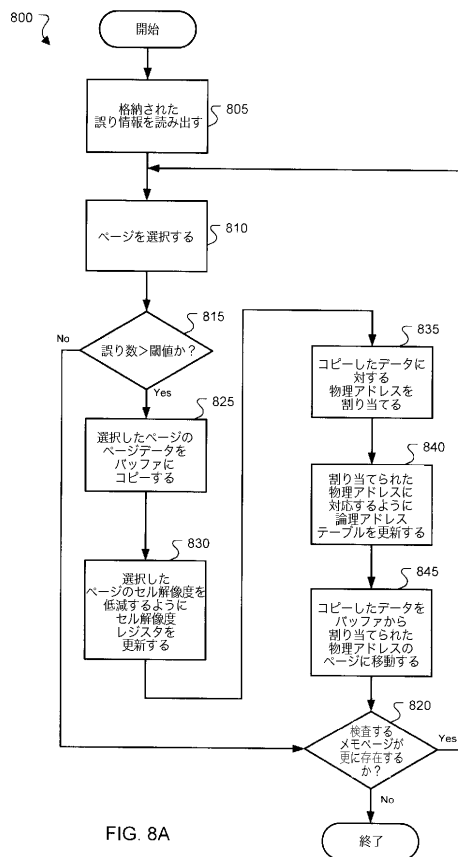 800
開始
格納された
誤り情報を読み出す
805
ページを選択する
810
815
誤り数>閾値か?
No
Yes
825
選択したページの
ページデータを
バッファに
コピーする
830
選択した
ページのセル解像度を
低減するように
セル解像度
レジスタを
更新する
835
コピーしたデータに
対する
物理アドレスを
割り当てる
840
割り当てられた
物理アドレスに
対応するように
論理アドレス
テーブルを更新する
845
コピーしたデータを
バッファから
割り当てられた
物理アドレスの
ページに移動する
820
検査する
メモページが
更に存在する
か?
Yes
No
終了
FIG. 8A